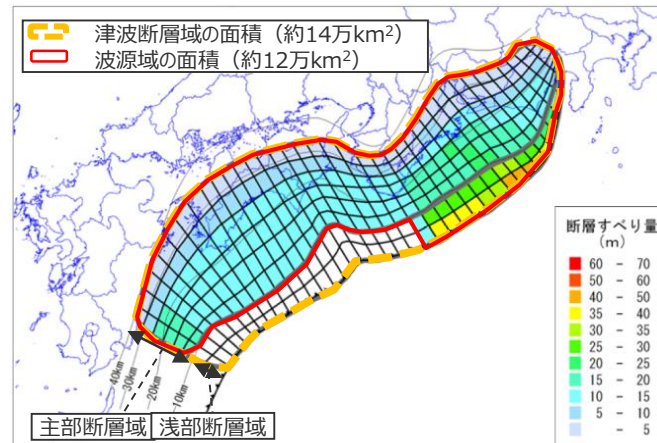 津波断層域の面積（約14万km²）
波源域の面積（約12万km²）
断層すべり量
（m）
60 － 70
50 － 60
40 － 50
35 － 40
30 － 35
25 － 30
20 － 25
15 － 20
10 － 15
5 － 10
－ 5
40km
30km
20km
10km
主部断層域
浅部断層域